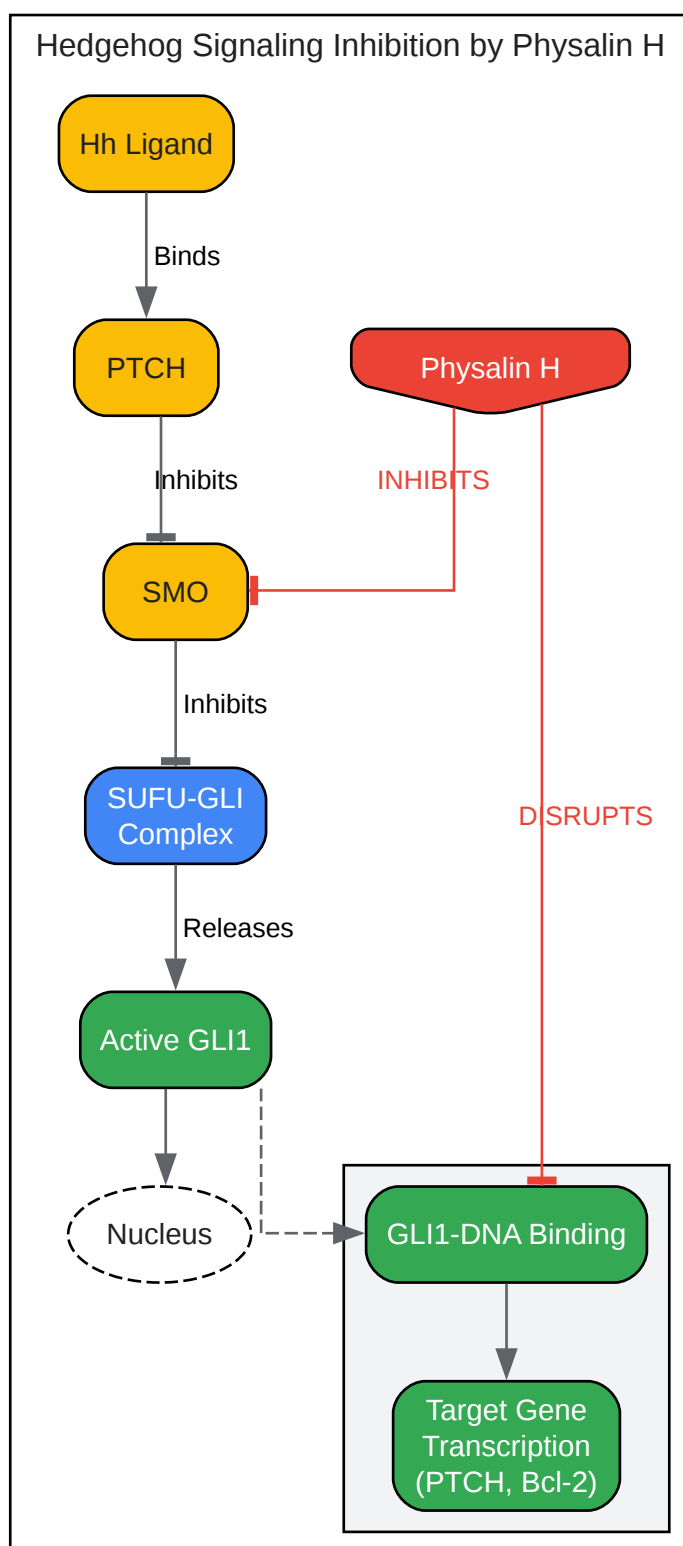 Hedgehog Signaling Inhibition by Physalin H
Hh Ligand
Binds
PTCH
Physalin H
Inhibits
INHIBITS
SMO
Inhibits
SUFU-GLI
Complex
DISRUPTS
Releases
Active GLI1
Nucleus
GLI1-DNA Binding
Target Gene
Transcription
(PTCH, Bcl-2)